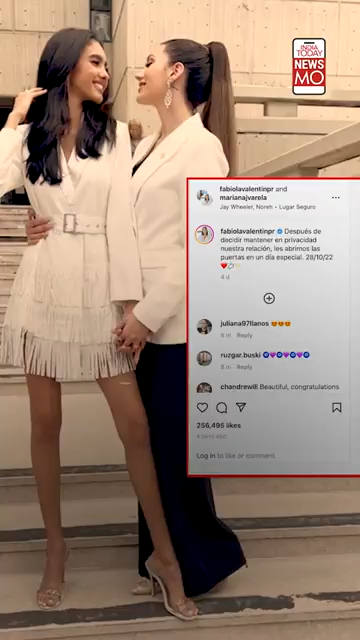 INDIA
TODAY
NEWS
MO
fabiolavalentinpr and
marianajvarela
Jay Wheeler, Noreh • Lugar Seguro
fabiolavalentinpr Después de
decidir mantener en privacidad
nuestra relación, les abrimos las
puertas en un día especial. 28/10/22
4 d
juliana97llanos
Reply
ruzgar.buski
Reply
chandrewill Beautiful, congratulations
256,495 likes
Log in to like or comment.